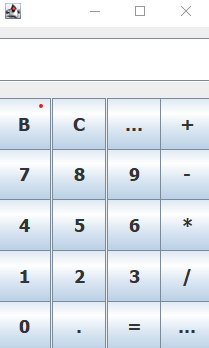 B C ... +
7 8 9 -
4 5 6 *
1 2 3 /
0 . = ...